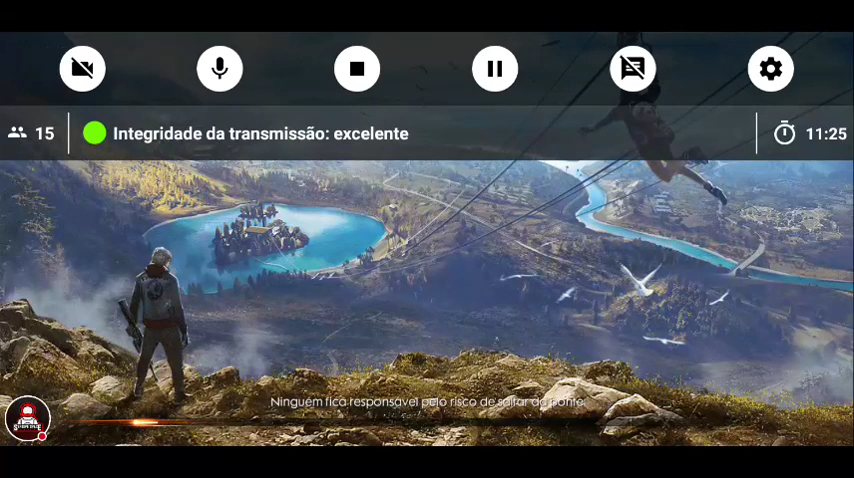 15
Integridade da transmissão: excelente
11:25
Ninguém fica responsável pelo risco de saltar da ponte.